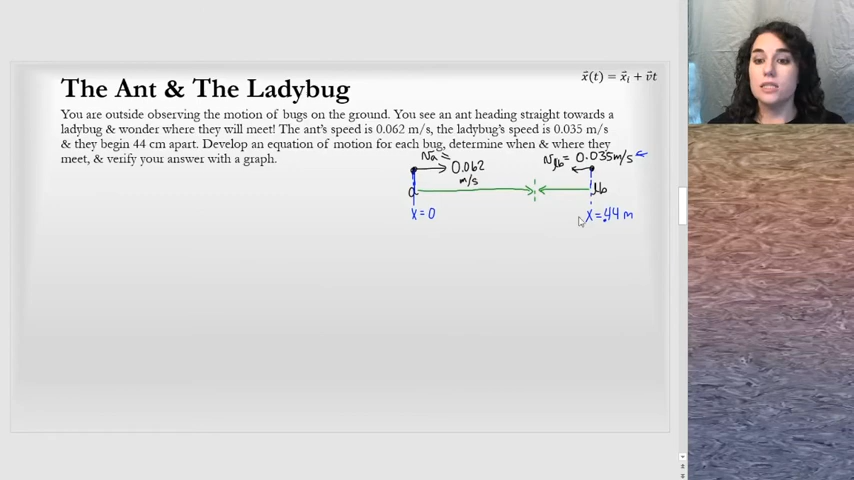 x⃗(t) = x⃗ᵢ + v⃗t
The Ant & The Ladybug
You are outside observing the motion of bugs on the ground. You see an ant heading straight towards a
ladybug & wonder where they will meet! The ant's speed is 0.062 m/s, the ladybug's speed is 0.035 m/s
& they begin 44 cm apart. Develop an equation of motion for each bug, determine when & where they
meet, & verify your answer with a graph.
Va = 0.062 m/s
Vlb = 0.035 m/s
a
lb
x = 0
x = .44 m